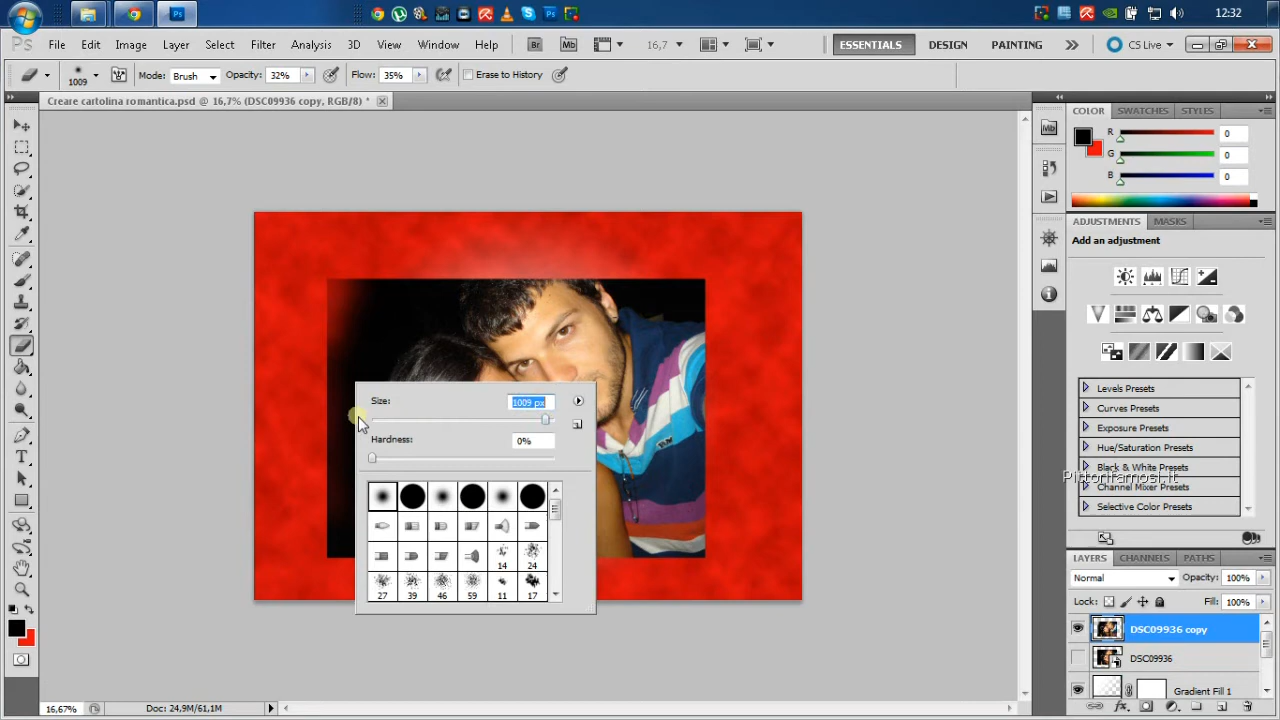 12:32
Ps File Edit Image Layer Select Filter Analysis 3D View Window Help Br Mb 16,7 ESSENTIALS DESIGN PAINTING CS Live
1009 Mode: Brush Opacity: 32% Flow: 35% Erase to History
Creare cartolina romantica.psd @ 16,7% (DSC09936 copy, RGB/8) *
COLOR SWATCHES STYLES
R 0
G 0
B 0
ADJUSTMENTS MASKS
Add an adjustment
Levels Presets
Curves Presets
Exposure Presets
Hue/Saturation Presets
Black & White Presets
Channel Mixer Presets
Selective Color Presets
Pittorifamosi.it
Size: 1009 px
Hardness: 0%
14 24
27 39 46 59 11 17
LAYERS CHANNELS PATHS
Normal Opacity: 100%
Lock: Fill: 100%
DSC09936 copy
DSC09936
Gradient Fill 1
16,67% Doc: 24,9M/61,1M